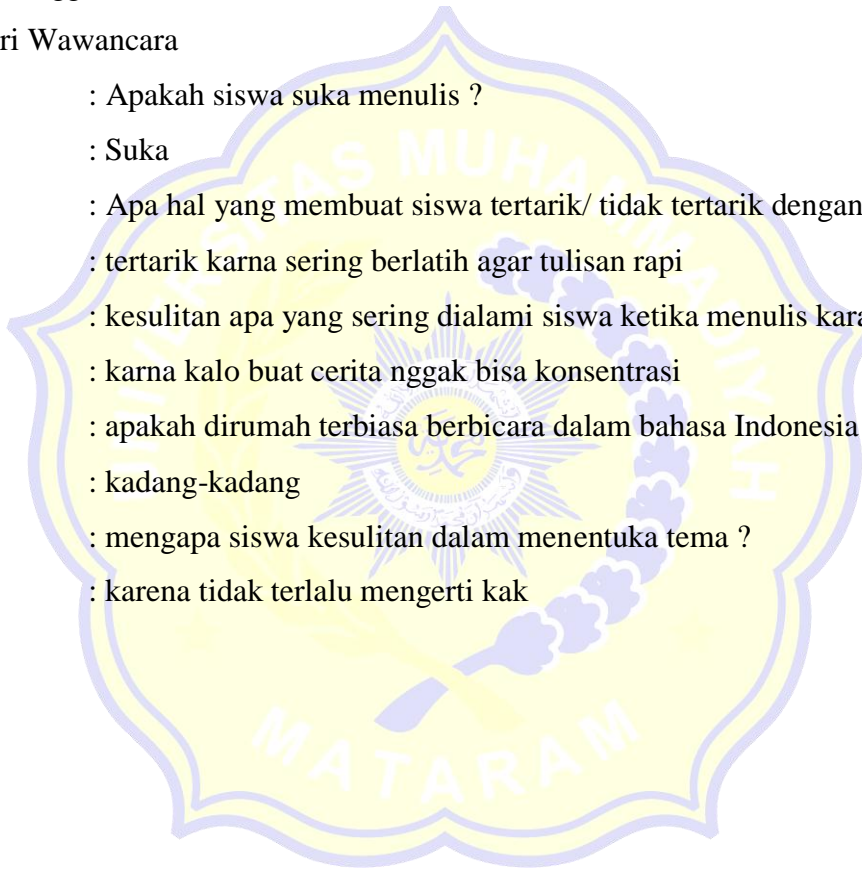 ri Wawancara
: Apakah siswa suka menulis ?
: Suka
: Apa hal yang membuat siswa tertarik/ tidak tertarik dengan
: tertarik karna sering berlatih agar tulisan rapi
: kesulitan apa yang sering dialami siswa ketika menulis kara
: karna kalo buat cerita nggak bisa konsentrasi
: apakah dirumah terbiasa berbicara dalam bahasa Indonesia
: kadang-kadang
: mengapa siswa kesulitan dalam menentuka tema ?
: karena tidak terlalu mengerti kak
UNIVERSITAS MUHAMMADIYAH
MATARAM